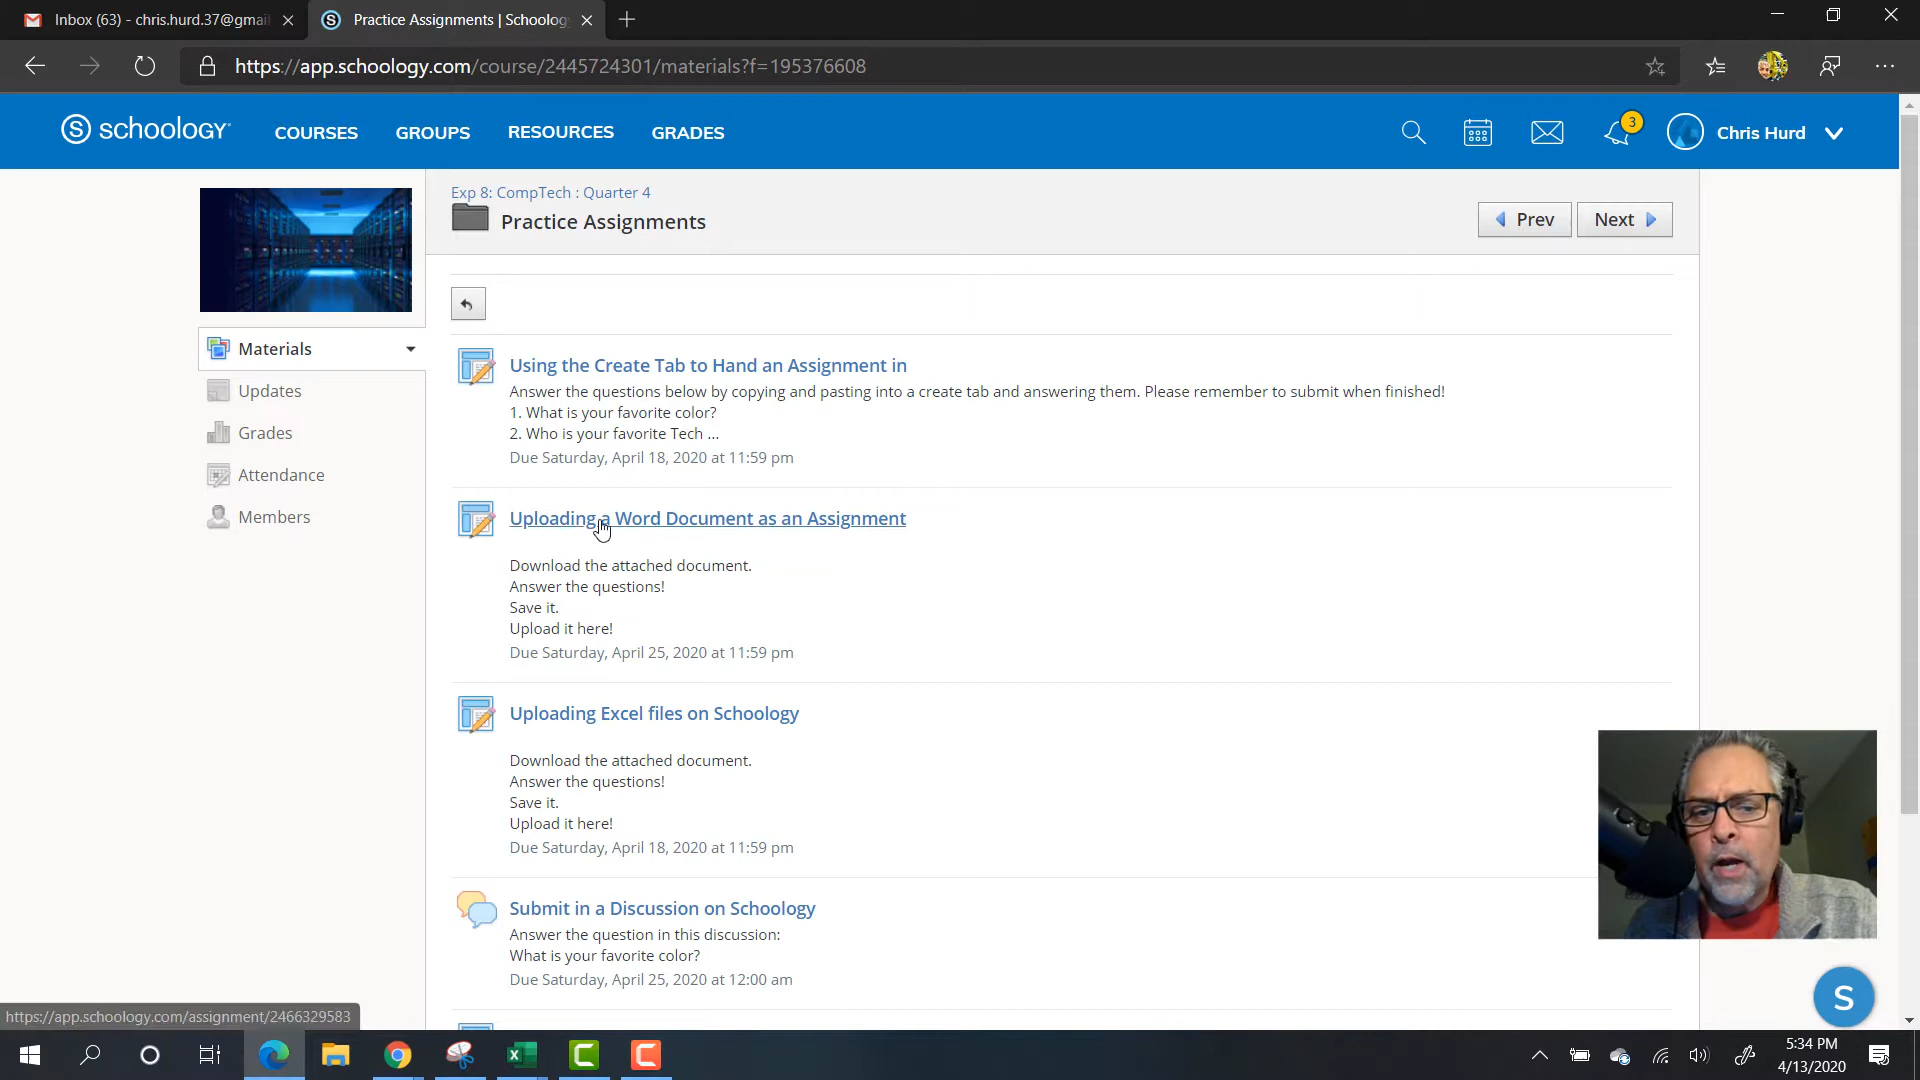 Inbox (63) - chris.hurd.37@gmai
Practice Assignments | Schoolog
https://app.schoology.com/course/2445724301/materials?f=195376608
S schoology
COURSES
GROUPS
RESOURCES
GRADES
3
Chris Hurd
Exp 8: CompTech : Quarter 4
Practice Assignments
Prev
Next
Materials
Updates
Grades
Attendance
Members
Using the Create Tab to Hand an Assignment in
Answer the questions below by copying and pasting into a create tab and answering them. Please remember to submit when finished!
1. What is your favorite color?
2. Who is your favorite Tech ...
Due Saturday, April 18, 2020 at 11:59 pm
Uploading a Word Document as an Assignment
Download the attached document.
Answer the questions!
Save it.
Upload it here!
Due Saturday, April 25, 2020 at 11:59 pm
Uploading Excel files on Schoology
Download the attached document.
Answer the questions!
Save it.
Upload it here!
Due Saturday, April 18, 2020 at 11:59 pm
Submit in a Discussion on Schoology
Answer the question in this discussion:
What is your favorite color?
Due Saturday, April 25, 2020 at 12:00 am
S
https://app.schoology.com/assignment/2466329583
5:34 PM
4/13/2020